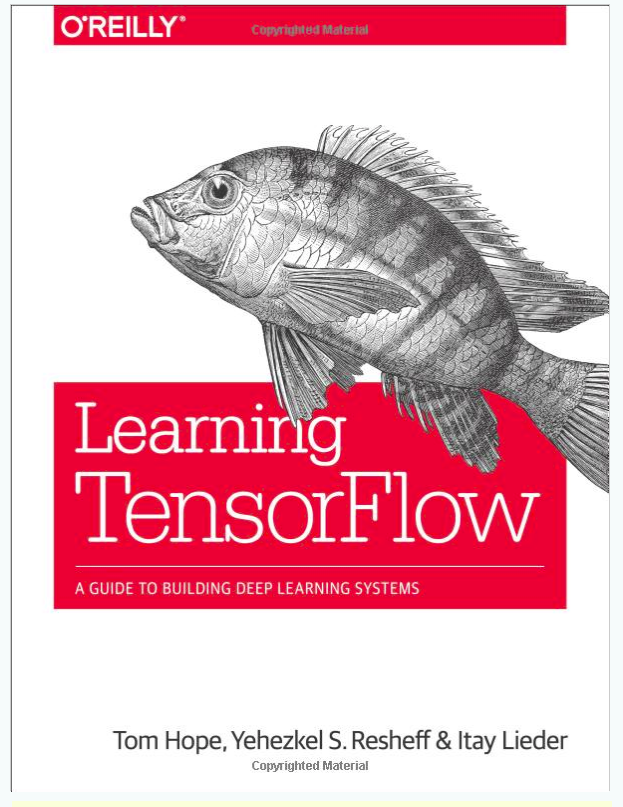 O'REILLY®
Copyrighted Material
Learning
TensorFlow
A GUIDE TO BUILDING DEEP LEARNING SYSTEMS
Tom Hope, Yehezkel S. Resheff & Itay Lieder
Copyrighted Material